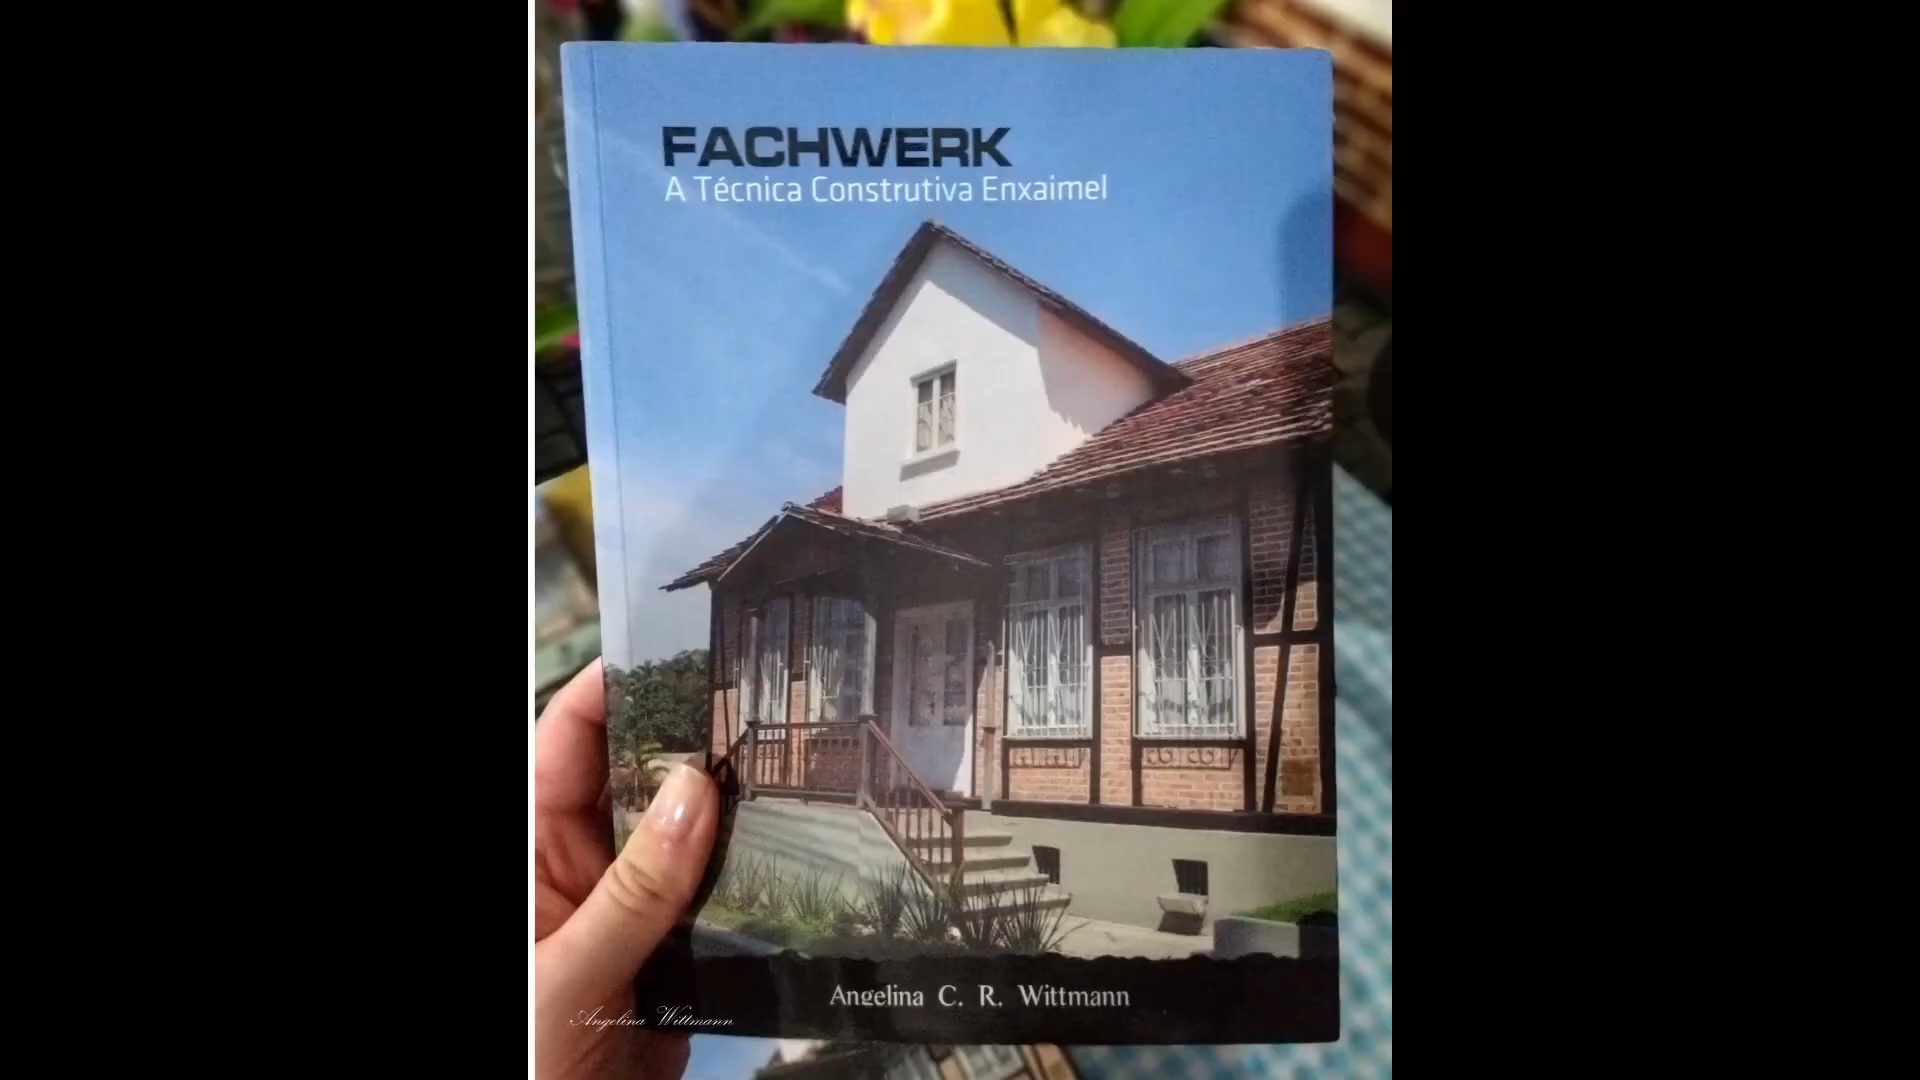 FACHWERK
A Técnica Construtiva Enxaimel
Angelina C. R. Wittmann
Angelina Wittmann